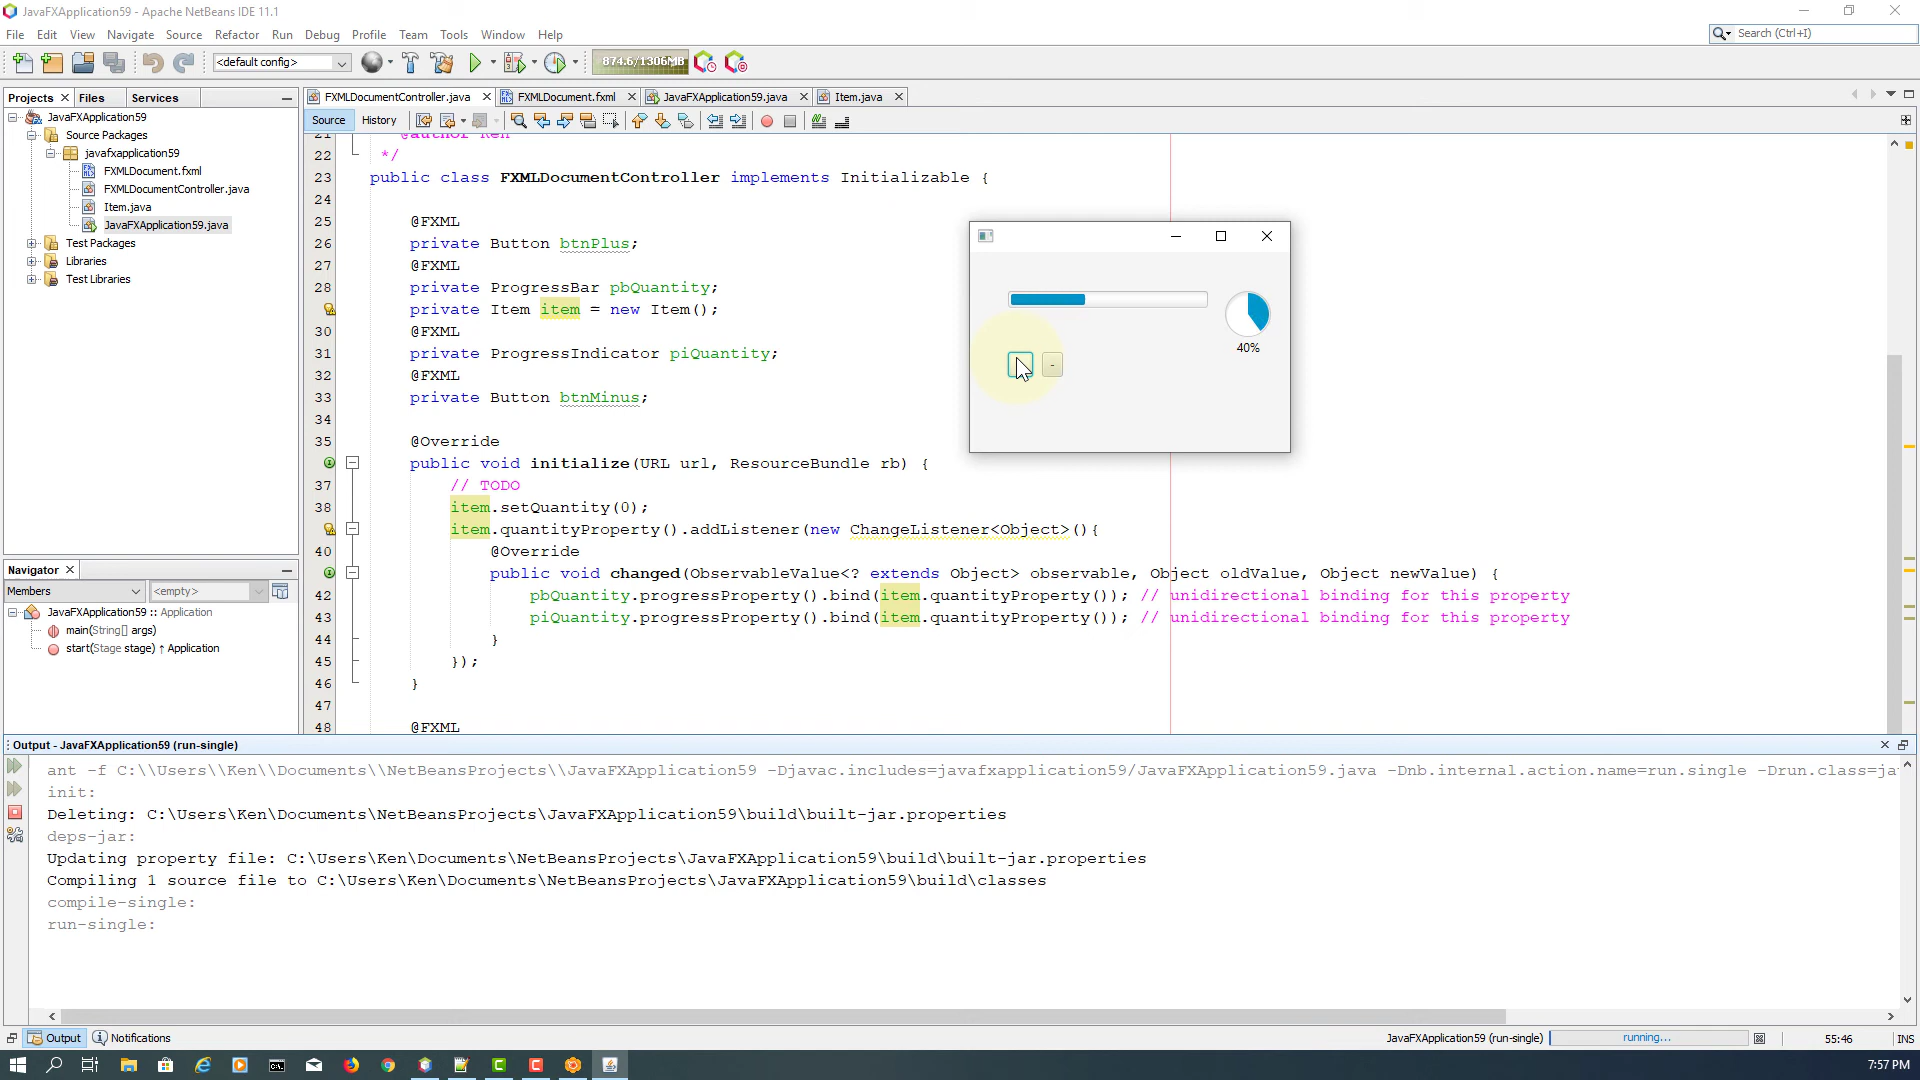 JavaFXApplication59 - Apache NetBeans IDE 11.1
File Edit View Navigate Source Refactor Run Debug Profile Team Tools Window Help
Search (Ctrl+I)
<default config>
874.6/1306MB
Projects Files Services
FXMLDocumentController.java FXMLDocument.fxml JavaFXApplication59.java Item.java
Source History
JavaFXApplication59
Source Packages
javafxapplication59
FXMLDocument.fxml
FXMLDocumentController.java
Item.java
JavaFXApplication59.java
Test Packages
Libraries
Test Libraries
21 @author Ken
22 */
23 public class FXMLDocumentController implements Initializable {
24
25 @FXML
26 private Button btnPlus;
27 @FXML
28 private ProgressBar pbQuantity;
private Item item = new Item();
30 @FXML
31 private ProgressIndicator piQuantity;
32 @FXML
33 private Button btnMinus;
34
35 @Override
public void initialize(URL url, ResourceBundle rb) {
37 // TODO
38 item.setQuantity(0);
item.quantityProperty().addListener(new ChangeListener<Object>(){
40 @Override
public void changed(ObservableValue<? extends Object> observable, Object oldValue, Object newValue) {
42 pbQuantity.progressProperty().bind(item.quantityProperty()); // unidirectional binding for this property
43 piQuantity.progressProperty().bind(item.quantityProperty()); // unidirectional binding for this property
44 }
45 });
46 }
47
48 @FXML
40%
-
Navigator
Members <empty>
JavaFXApplication59 :: Application
main(String[] args)
start(Stage stage) ↑ Application
Output - JavaFXApplication59 (run-single)
ant -f C:\\Users\\Ken\\Documents\\NetBeansProjects\\JavaFXApplication59 -Djavac.includes=javafxapplication59/JavaFXApplication59.java -Dnb.internal.action.name=run.single -Drun.class=ja
init:
Deleting: C:\Users\Ken\Documents\NetBeansProjects\JavaFXApplication59\build\built-jar.properties
deps-jar:
Updating property file: C:\Users\Ken\Documents\NetBeansProjects\JavaFXApplication59\build\built-jar.properties
Compiling 1 source file to C:\Users\Ken\Documents\NetBeansProjects\JavaFXApplication59\build\classes
compile-single:
run-single:
Output Notifications
JavaFXApplication59 (run-single) running... 55:46 INS
7:57 PM